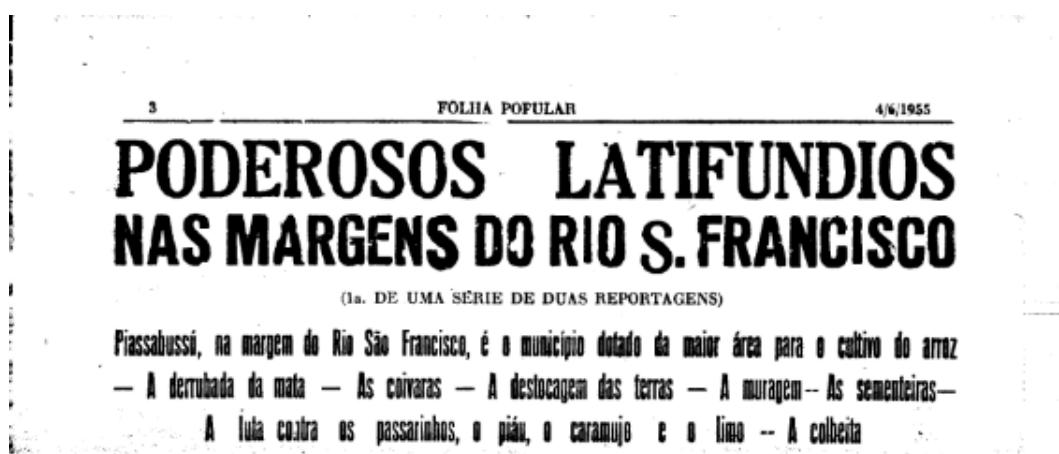 3 FOLHA POPULAR 4/6/1955
PODEROSOS LATIFUNDIOS
NAS MARGENS DO RIO S. FRANCISCO
(1a. DE UMA SÉRIE DE DUAS REPORTAGENS)
Piassabussú, na margem do Rio São Francisco, é o município dotado da maior área para o cultivo do arroz
— A derrubada da mata — As coivaras — A destocagem das terras — A muragem -- As sementeiras—
A luta contra os passarinhos, o piáu, o caramujo e o limo -- A colheita